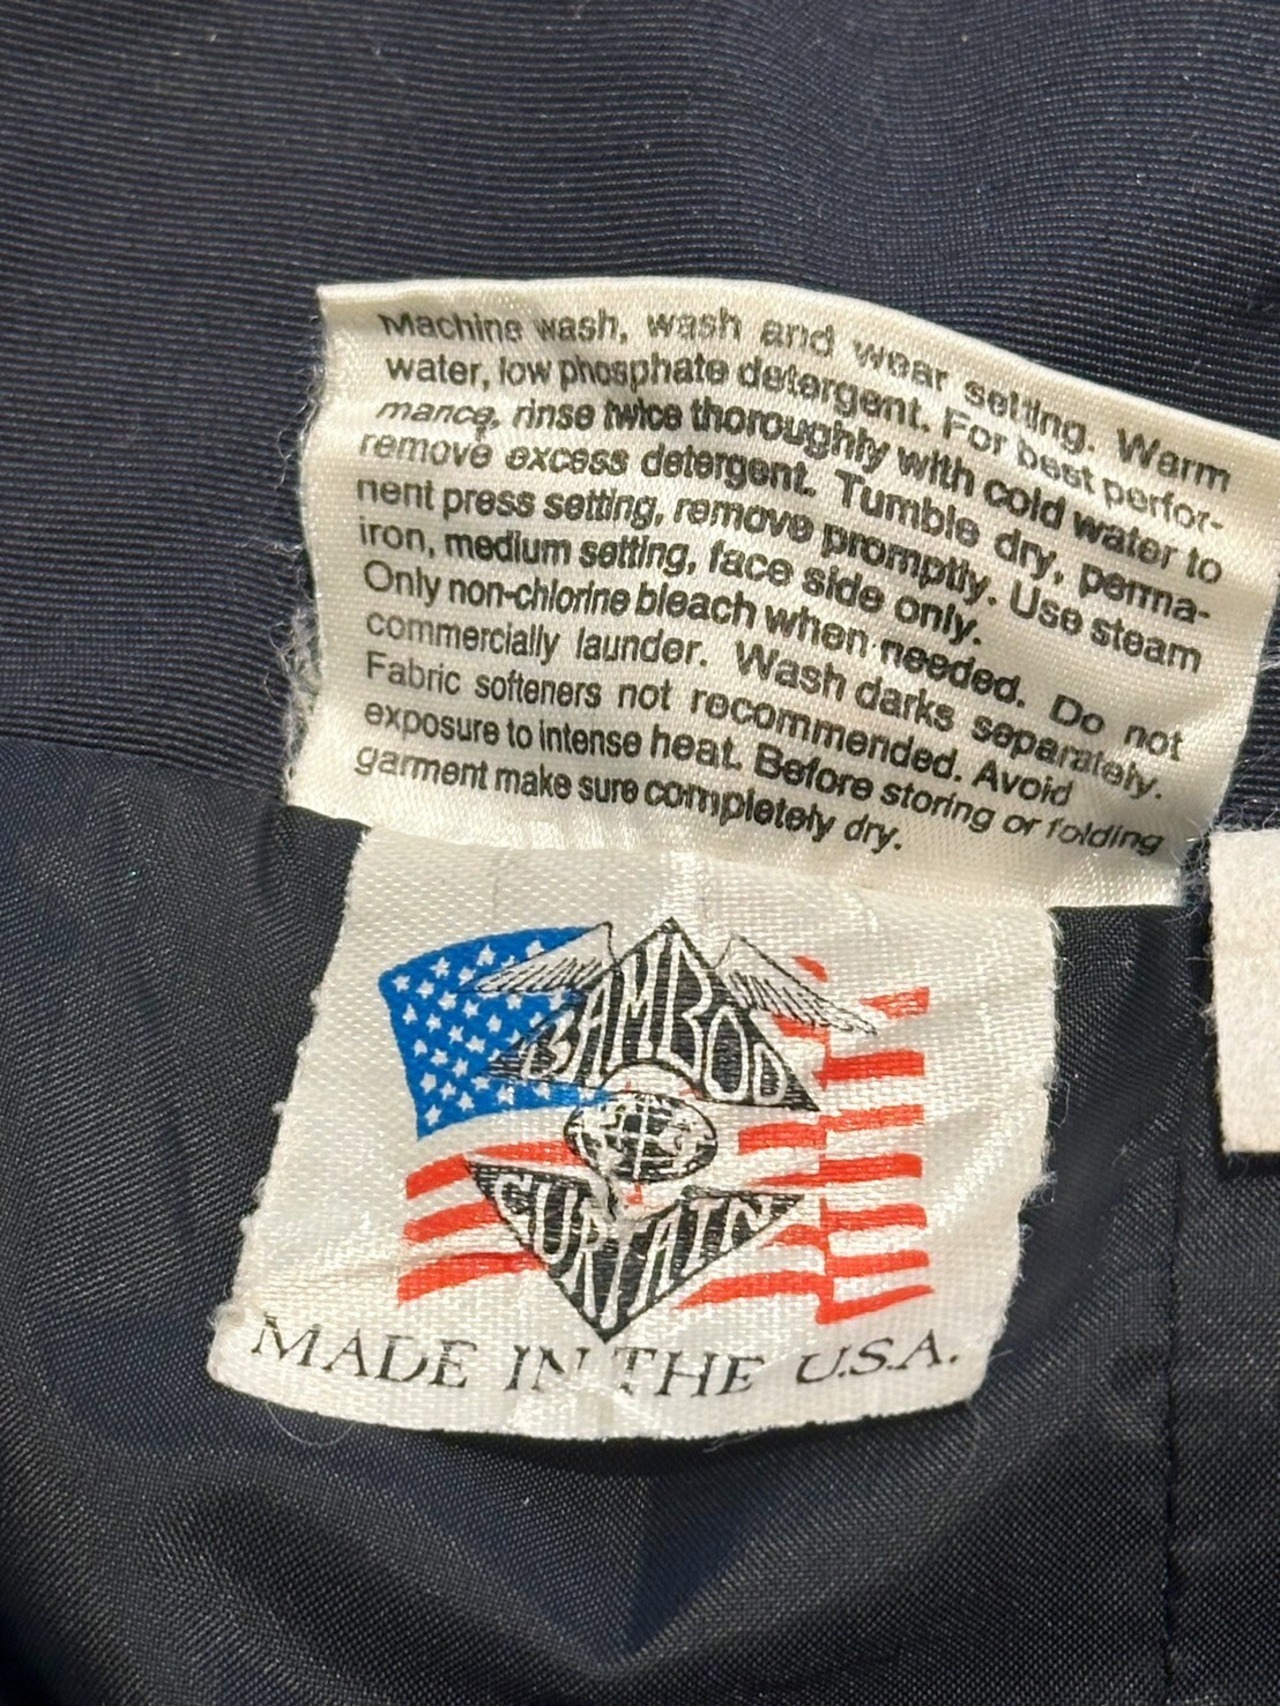 Machine wash, wash and wear setting. Warm
water, low phosphate detergent. For best perfor-
mance, rinse twice thoroughly with cold water to
remove excess detergent. Tumble dry, perma-
nent press setting, remove promptly. Use steam
iron, medium setting, face side only.
Only non-chlorine bleach when needed. Do not
commercially launder. Wash darks separately.
Fabric softeners not recommended. Avoid
exposure to intense heat. Before storing or folding
garment make sure completely dry.
BAMBOO
CURTAIN
MADE IN THE U.S.A.